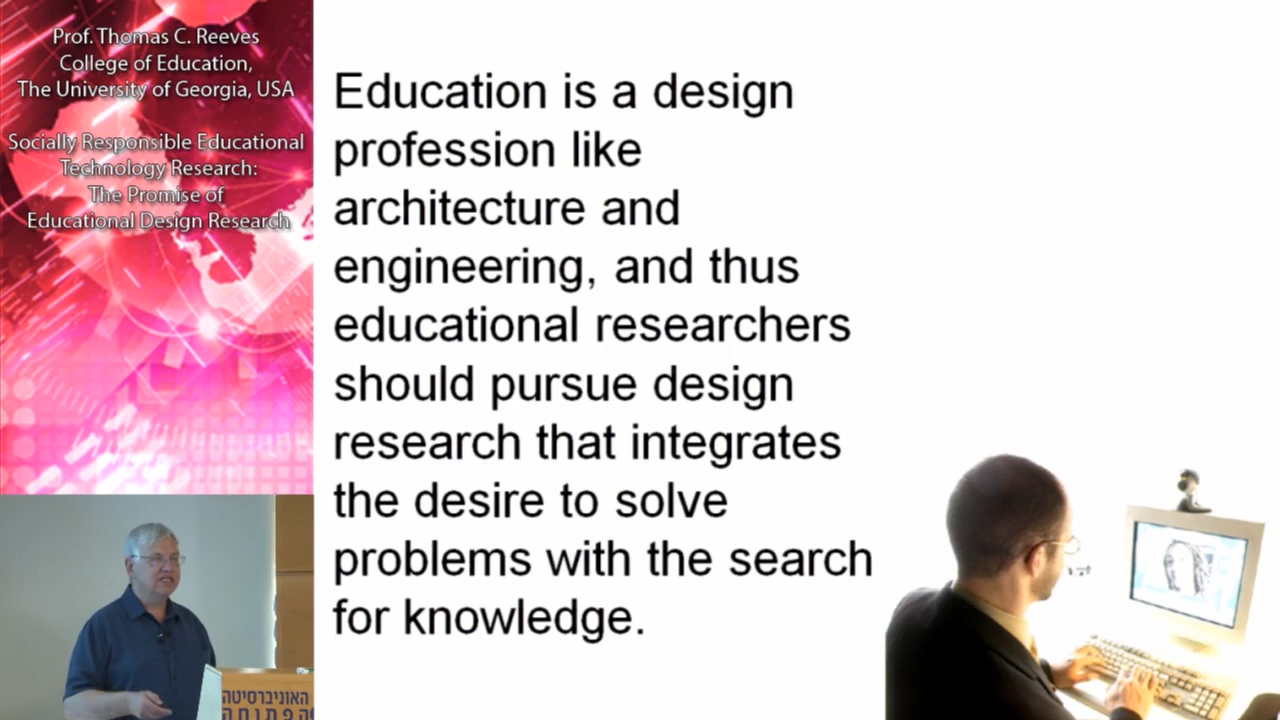 Prof. Thomas C. Reeves
College of Education,
The University of Georgia, USA
Socially Responsible Educational
Technology Research:
The Promise of
Educational Design Research
Education is a design
profession like
architecture and
engineering, and thus
educational researchers
should pursue design
research that integrates
the desire to solve
problems with the search
for knowledge.
האוניברסיטה
הפתוחה